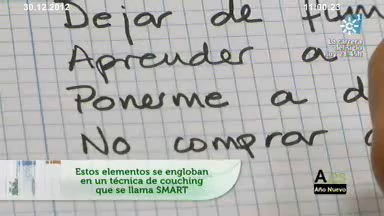 30.12.2012
11:00:23
Dejar de fum
Aprender a
Ponerme a d
No comprar
Estos elementos se engloban
en un técnica de couching
que se llama SMART
A
Año Nuevo